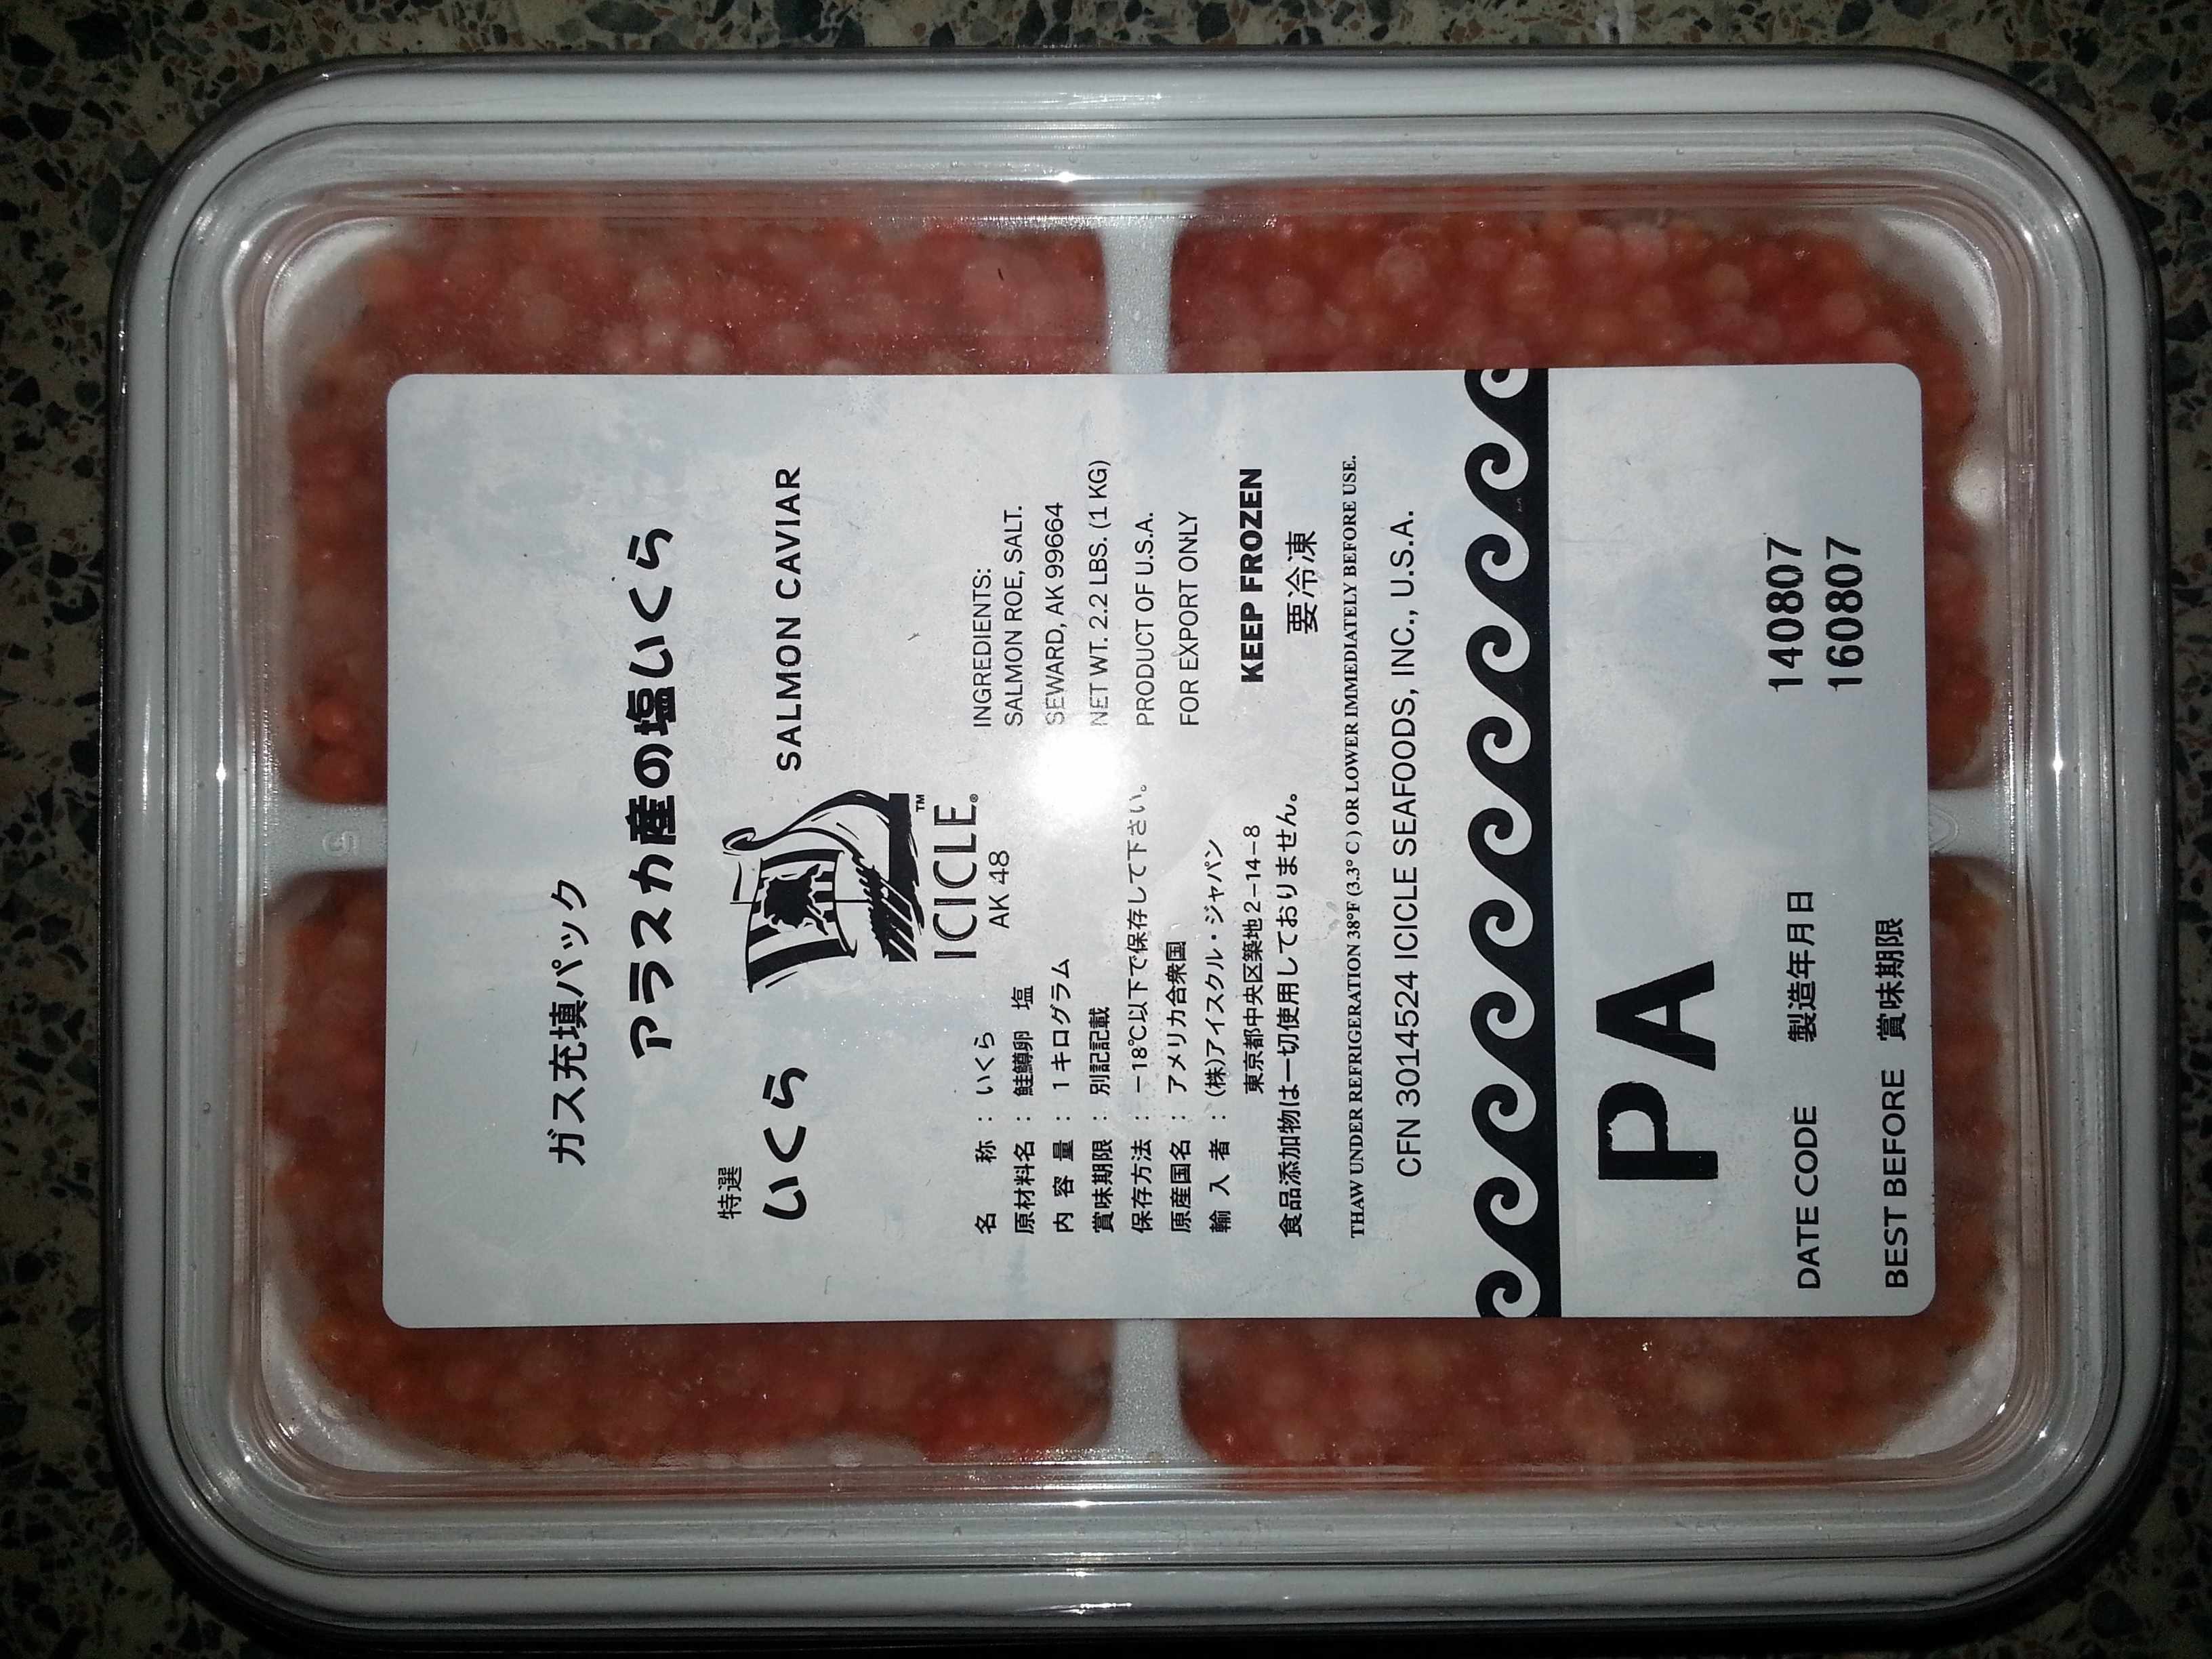 ガス充填パック
アラスカ産の塩いくら
特選
いくら
SALMON CAVIAR
ICICLE®
™
AK 48
名 称 : いくら
原材料名 : 鮭鱒卵 塩
内 容 量 : 1キログラム
賞味期限 : 別記記載
保存方法 : −18℃以下で保存して下さい。
原産国名 : アメリカ合衆国
輸 入 者 : (株)アイスクル・ジャパン
東京都中央区築地2−14−8
食品添加物は一切使用しておりません。
INGREDIENTS:
SALMON ROE, SALT.
SEWARD, AK 99664
NET WT. 2.2 LBS. (1 KG)
PRODUCT OF U.S.A.
FOR EXPORT ONLY
KEEP FROZEN
要冷凍
THAW UNDER REFRIGERATION 38°F (3.3° C) OR LOWER IMMEDIATELY BEFORE USE.
CFN 3014524 ICICLE SEAFOODS, INC., U.S.A.
PA
DATE CODE 製造年月日 140807
BEST BEFORE 賞味期限 160807